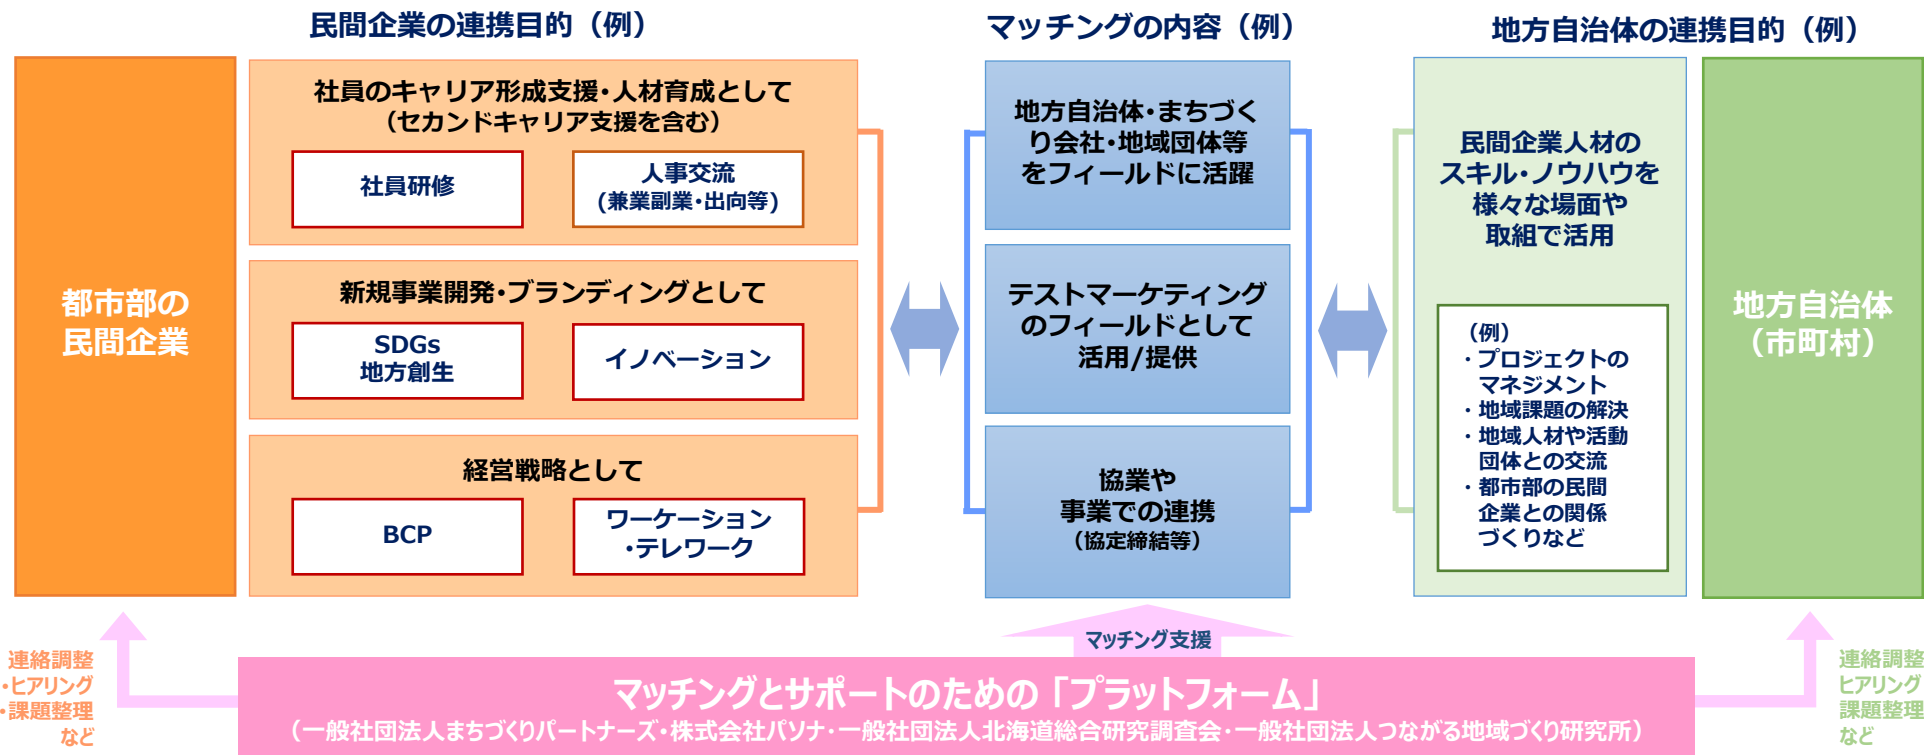 民間企業の連携目的（例）
マッチングの内容（例）
地方自治体の連携目的（例）
都市部の
民間企業
社員のキャリア形成支援・人材育成として
（セカンドキャリア支援を含む）
社員研修
人事交流
(兼業副業・出向等)
新規事業開発・ブランディングとして
SDGs
地方創生
イノベーション
経営戦略として
BCP
ワーケーション
・テレワーク
地方自治体・まちづく
り会社・地域団体等
をフィールドに活躍
テストマーケティング
のフィールドとして
活用/提供
協業や
事業での連携
（協定締結等）
民間企業人材の
スキル・ノウハウを
様々な場面や
取組で活用
（例）
・プロジェクトの
マネジメント
・地域課題の解決
・地域人材や活動
団体との交流
・都市部の民間
企業との関係
づくりなど
地方自治体
（市町村）
連絡調整
・ヒアリング
・課題整理
など
マッチング支援
マッチングとサポートのための「プラットフォーム」
（一般社団法人まちづくりパートナーズ・株式会社パソナ・一般社団法人北海道総合研究調査会・一般社団法人つながる地域づくり研究所）
連絡調整
ヒアリング
課題整理
など